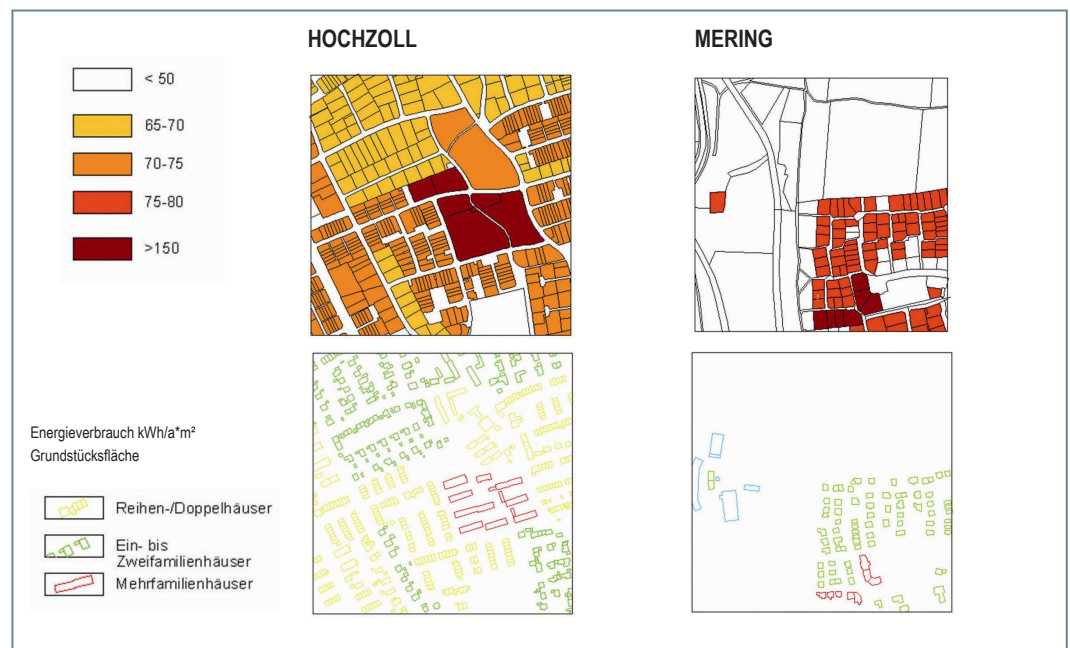 HOCHZOLL
MERING
< 50
65-70
70-75
75-80
>150
Energieverbrauch kWh/a*m²
Grundstücksfläche
Reihen-/Doppelhäuser
Ein- bis
Zweifamilienhäuser
Mehrfamilienhäuser